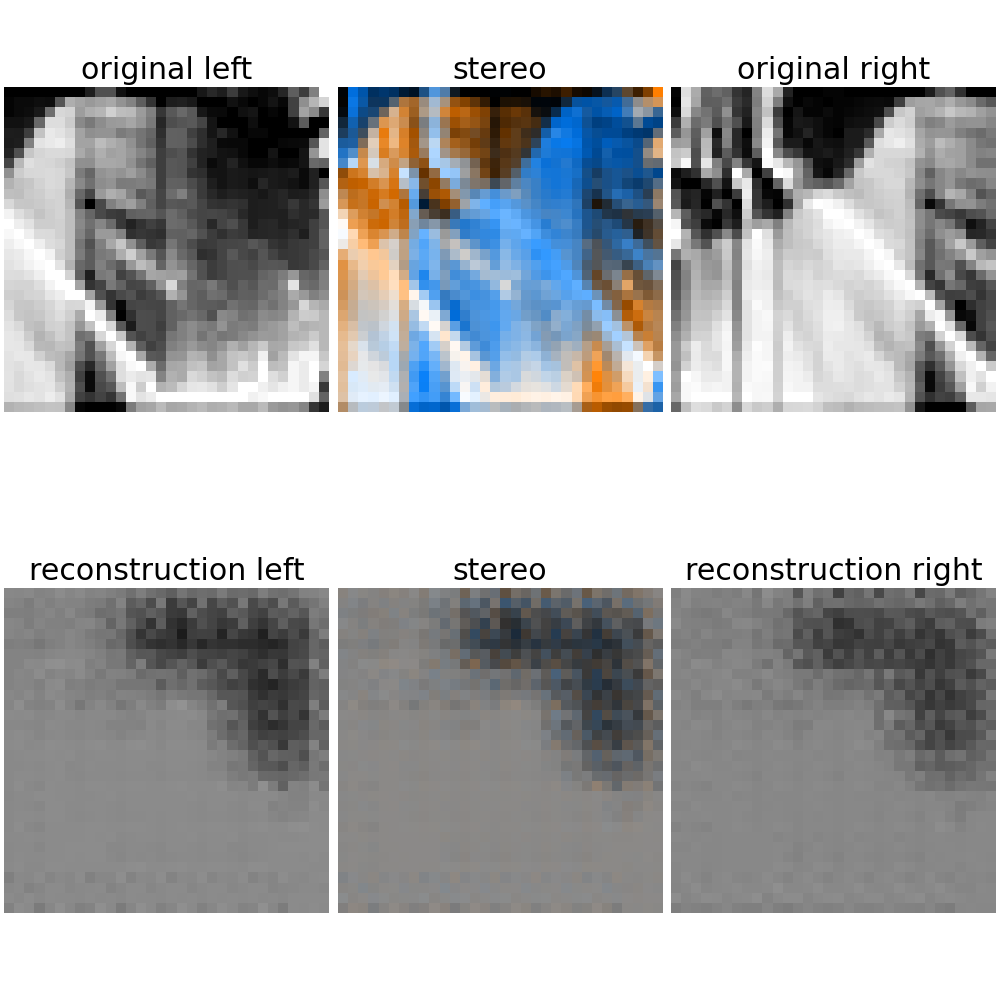 original left
stereo
original right
reconstruction left
stereo
reconstruction right